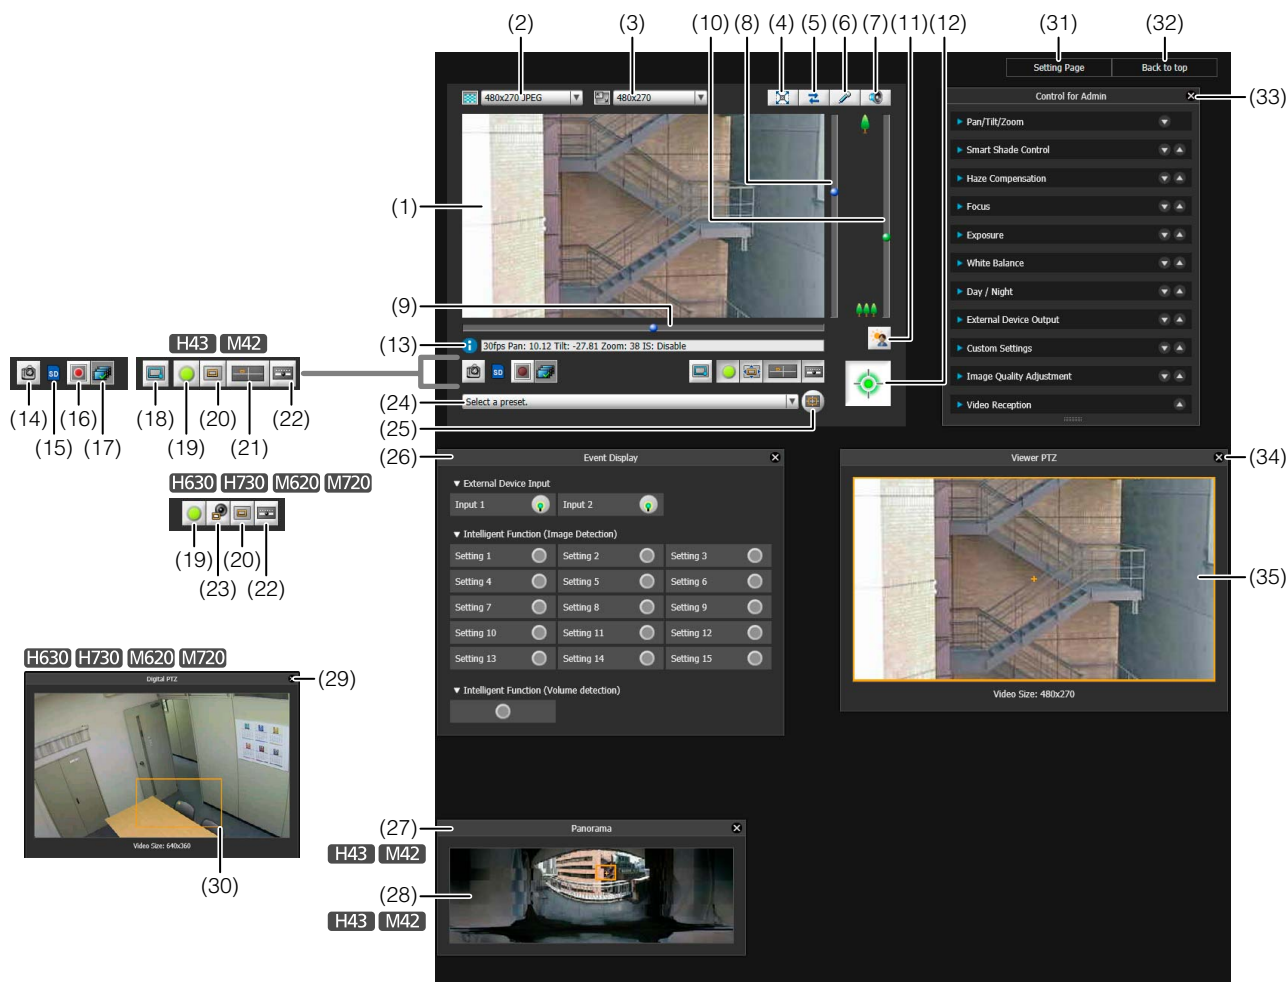 (2) (3) (10) (8) (4) (5) (6) (7) (11) (12) (31) (32)
Setting Page Back to top
480x270 JPEG 480x270
Control for Admin (33)
Pan/Tilt/Zoom
Smart Shade Control
Haze Compensation
(1)
Focus
Exposure
White Balance
Day / Night
(9)
External Device Output
H43 M42
(13) 30fps Pan: 10.12 Tilt: -27.81 Zoom: 38 IS: Disable
Custom Settings
SD SD
Image Quality Adjustment
(14) (16) (18) (20) (22)
(24) Select a preset.
Video Reception
(15) (17) (19) (21)
(25)
(26) Event Display
Viewer PTZ (34)
H630 H730 M620 M720
External Device Input
Input 1 Input 2
Intelligent Function (Image Detection)
(19) (20)
Setting 1 Setting 2 Setting 3
(23) (22)
Setting 4 Setting 5 Setting 6
(35)
Setting 7 Setting 8 Setting 9
Setting 10 Setting 11 Setting 12
Setting 13 Setting 14 Setting 15
H630 H730 M620 M720
Digital PTZ (29)
Intelligent Function (Volume detection)
Video Size: 480x270
(27) Panorama
Video Size: 640x360
H43 M42
(30)
(28)
H43 M42